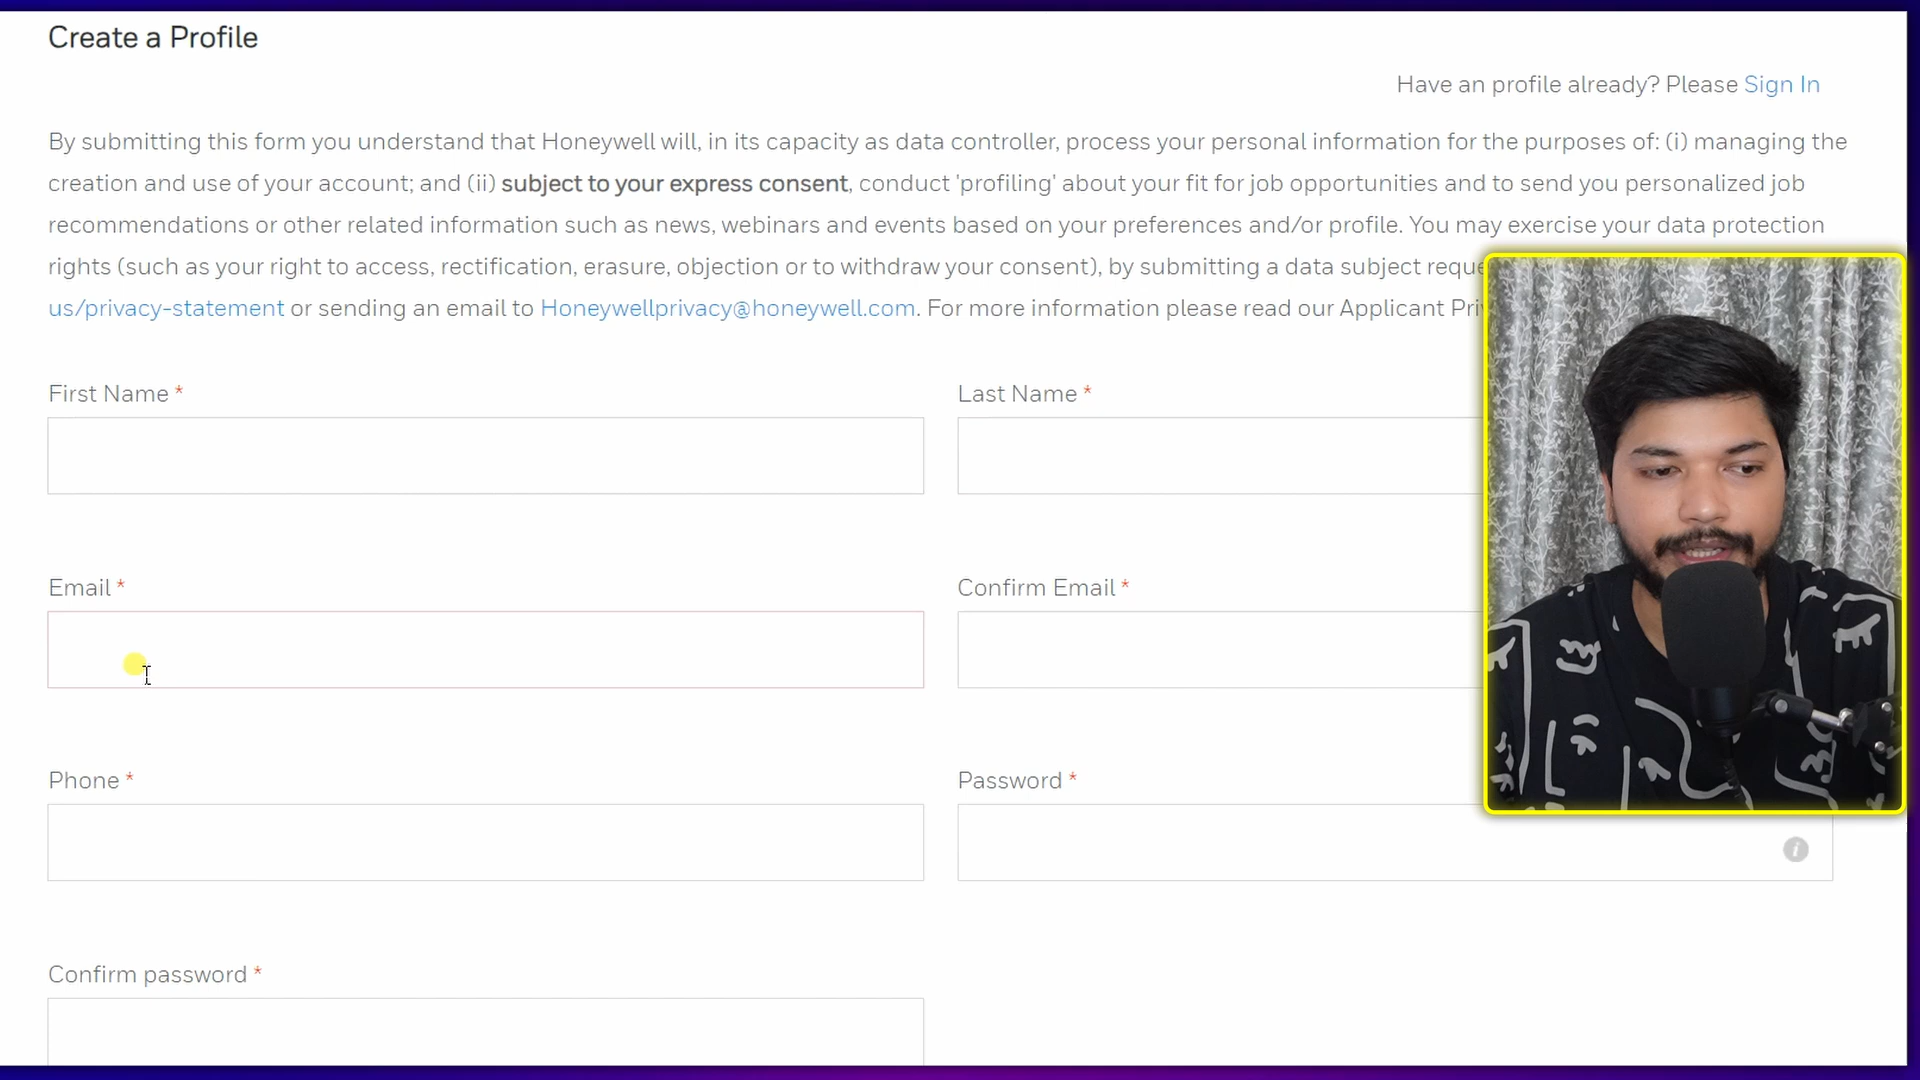 Create a Profile
Have an profile already? Please Sign In
By submitting this form you understand that Honeywell will, in its capacity as data controller, process your personal information for the purposes of: (i) managing the
creation and use of your account; and (ii) subject to your express consent, conduct 'profiling' about your fit for job opportunities and to send you personalized job
recommendations or other related information such as news, webinars and events based on your preferences and/or profile. You may exercise your data protection
rights (such as your right to access, rectification, erasure, objection or to withdraw your consent), by submitting a data subject
us/privacy-statement or sending an email to Honeywellprivacy@honeywell.com. For more information please read our Applicant
First Name *
Last Name *
Email *
Confirm Email *
Phone *
Password *
i
Confirm password *